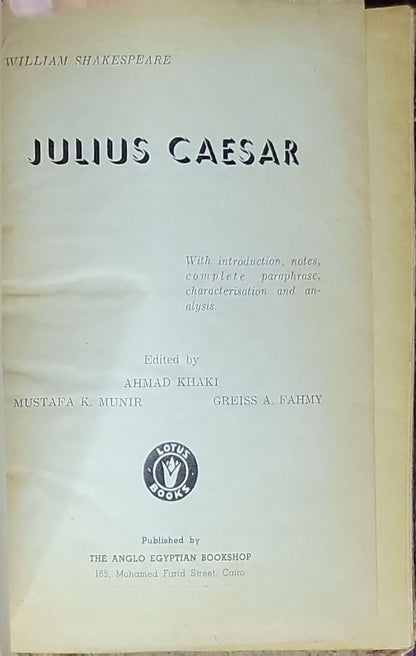 WILLIAM SHAKESPEARE
JULIUS CAESAR
With introduction, notes,
complete paraphrase,
characterisation and an-
alysis.
Edited by
AHMAD KHAKI
MUSTAFA K. MUNIR GREISS A. FAHMY
LOTUS
BOOKS
Published by
THE ANGLO EGYPTIAN BOOKSHOP
165, Mohamed Farid Street, Cairo